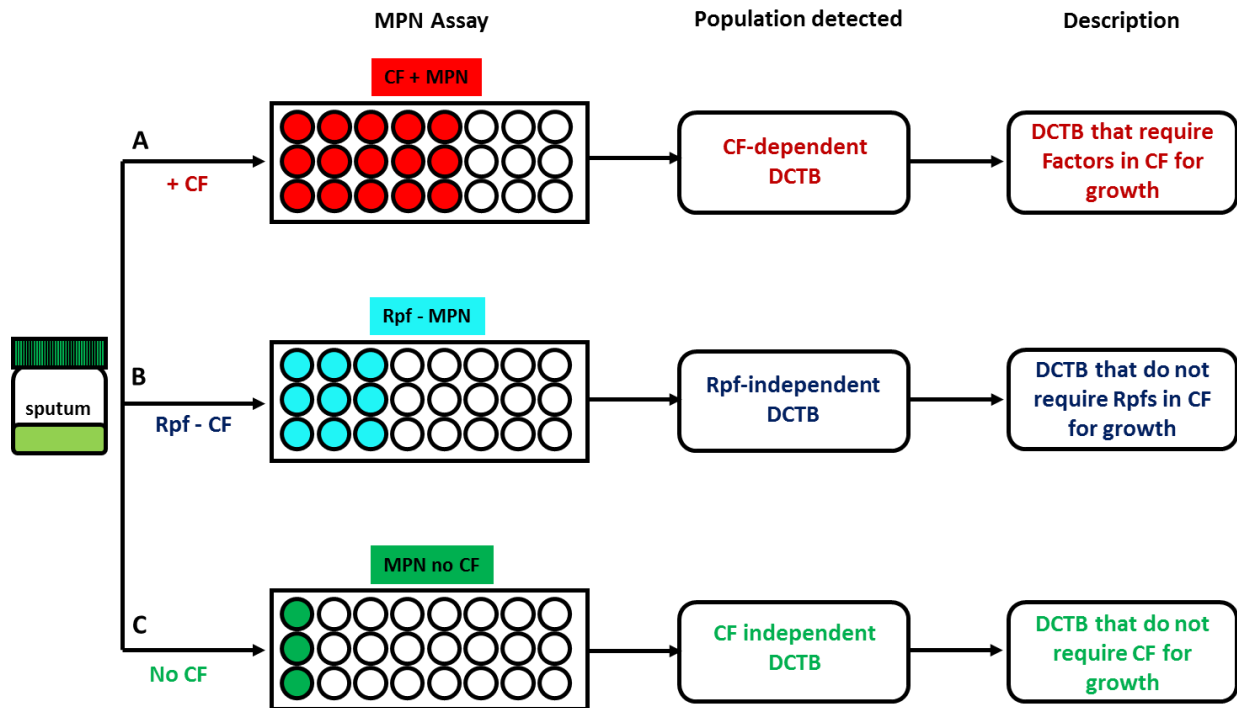 MPN Assay
Population detected
Description
CF + MPN
A
+ CF
CF-dependent
DCTB
DCTB that require
Factors in CF for
growth
sputum
Rpf - MPN
B
Rpf - CF
Rpf-independent
DCTB
DCTB that do not
require Rpfs in CF
for growth
MPN no CF
C
No CF
CF independent
DCTB
DCTB that do not
require CF for
growth